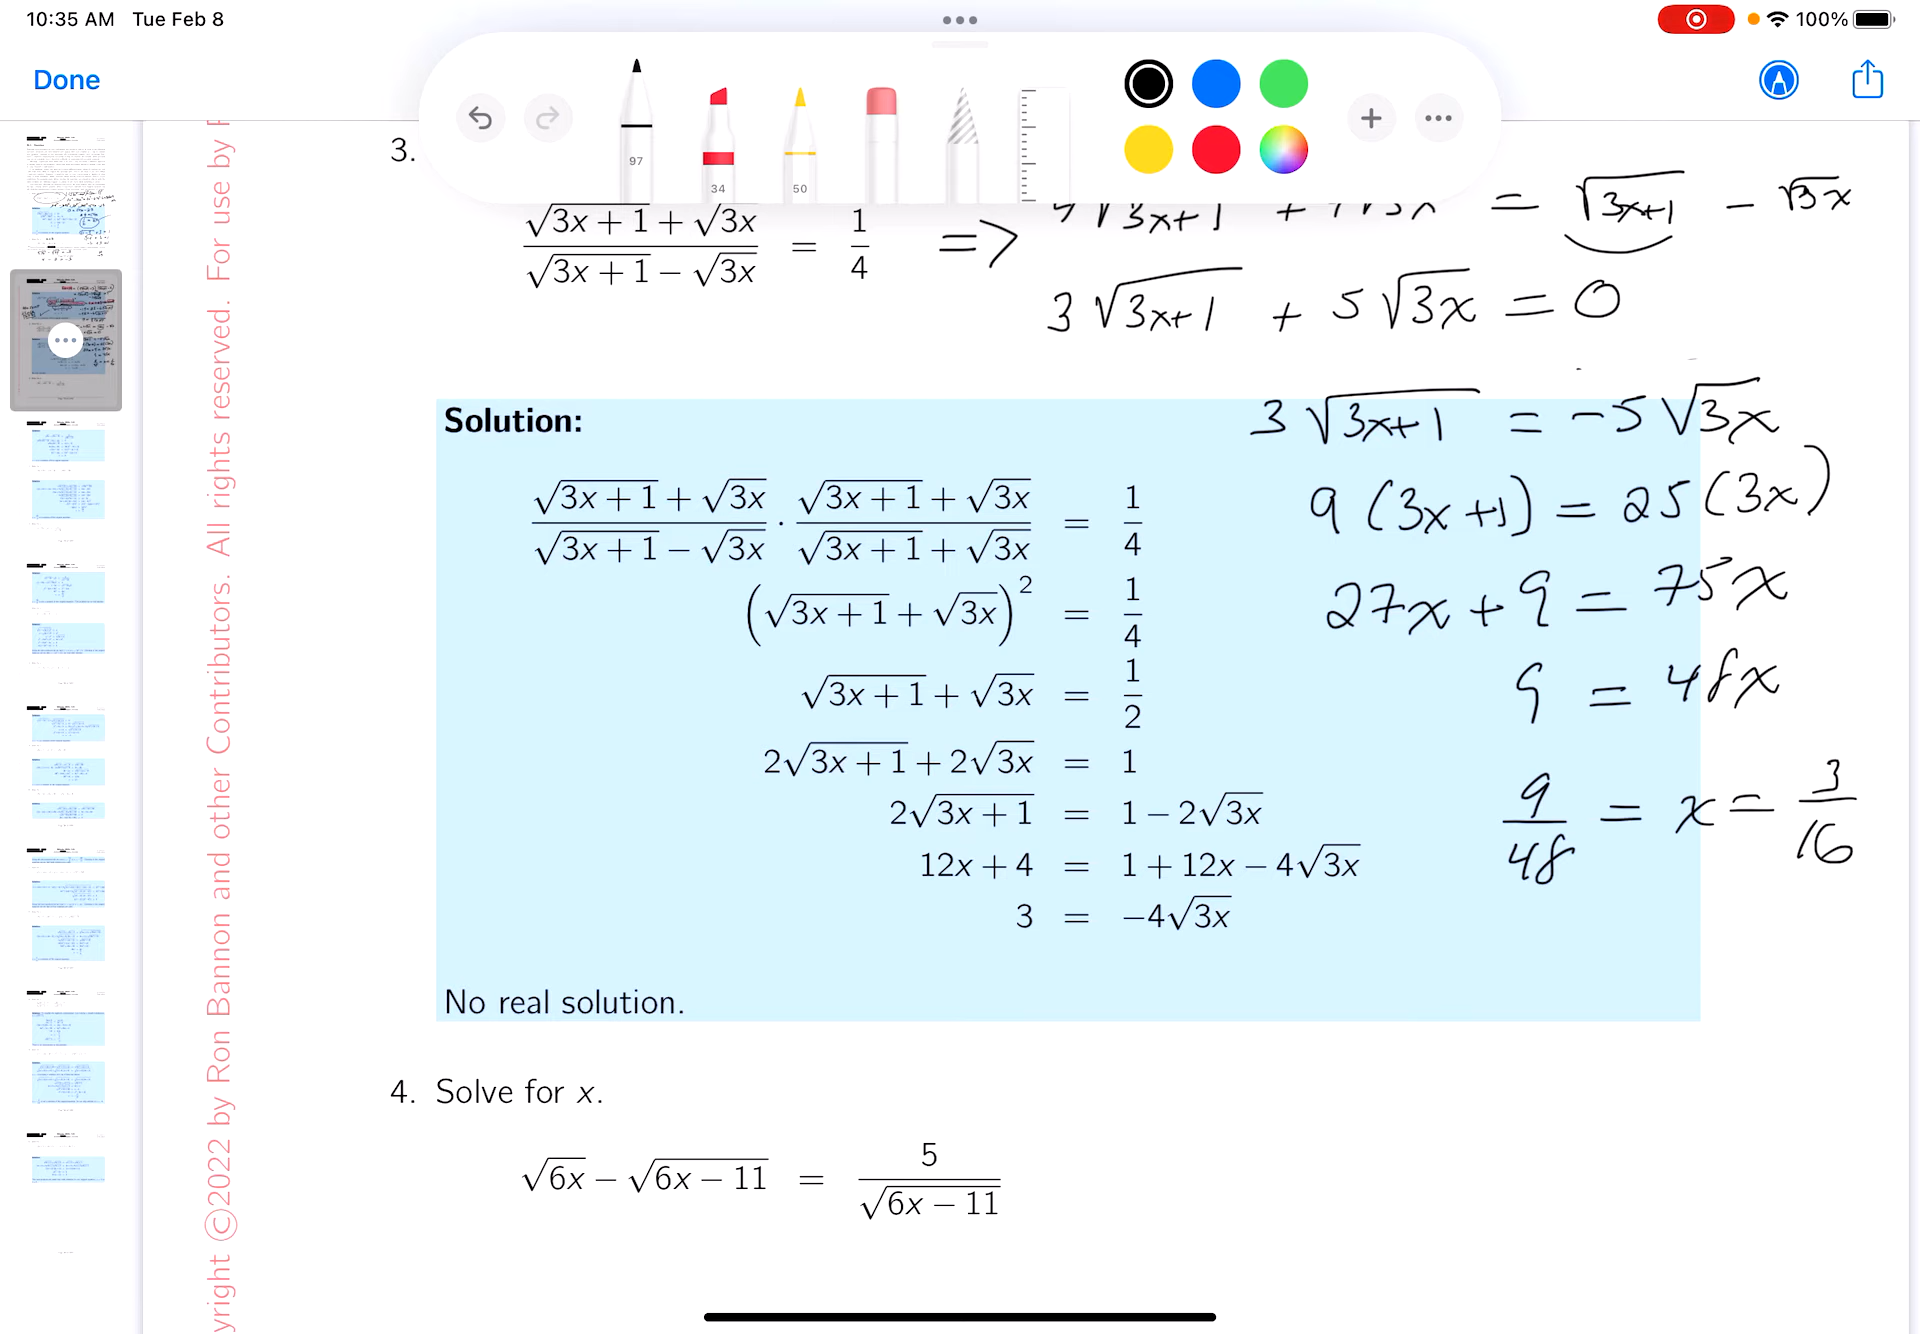 10:35 AM Tue Feb 8
100%
Done
97
34
50
yright ©2022 by Ron Bannon and other Contributors. All rights reserved. For use by
3.
(√(3x + 1) + √(3x))/(√(3x + 1) − √(3x)) = 1/4
=> 4√(3x+1) + 4√(3x) = √(3x+1) − √(3x)
3√(3x+1) + 5√(3x) = 0
Solution:
3√(3x+1) = −5√(3x)
9(3x+1) = 25(3x)
27x + 9 = 75x
9 = 48x
9/48 = x = 3/16
(√(3x + 1) + √(3x))/(√(3x + 1) − √(3x)) · (√(3x + 1) + √(3x))/(√(3x + 1) + √(3x)) = 1/4
(√(3x + 1) + √(3x))² = 1/4
√(3x + 1) + √(3x) = 1/2
2√(3x + 1) + 2√(3x) = 1
2√(3x + 1) = 1 − 2√(3x)
12x + 4 = 1 + 12x − 4√(3x)
3 = −4√(3x)
No real solution.
4. Solve for x.
√(6x) − √(6x − 11) = 5/√(6x − 11)